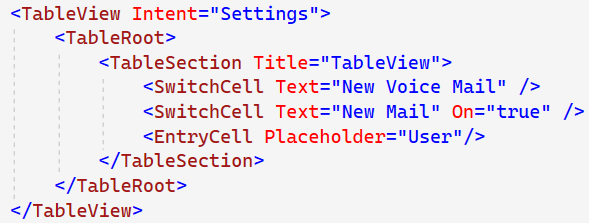 <TableView Intent="Settings">
    <TableRoot>
        <TableSection Title="TableView">
            <SwitchCell Text="New Voice Mail" />
            <SwitchCell Text="New Mail" On="true" />
            <EntryCell Placeholder="User"/>
        </TableSection>
    </TableRoot>
</TableView>